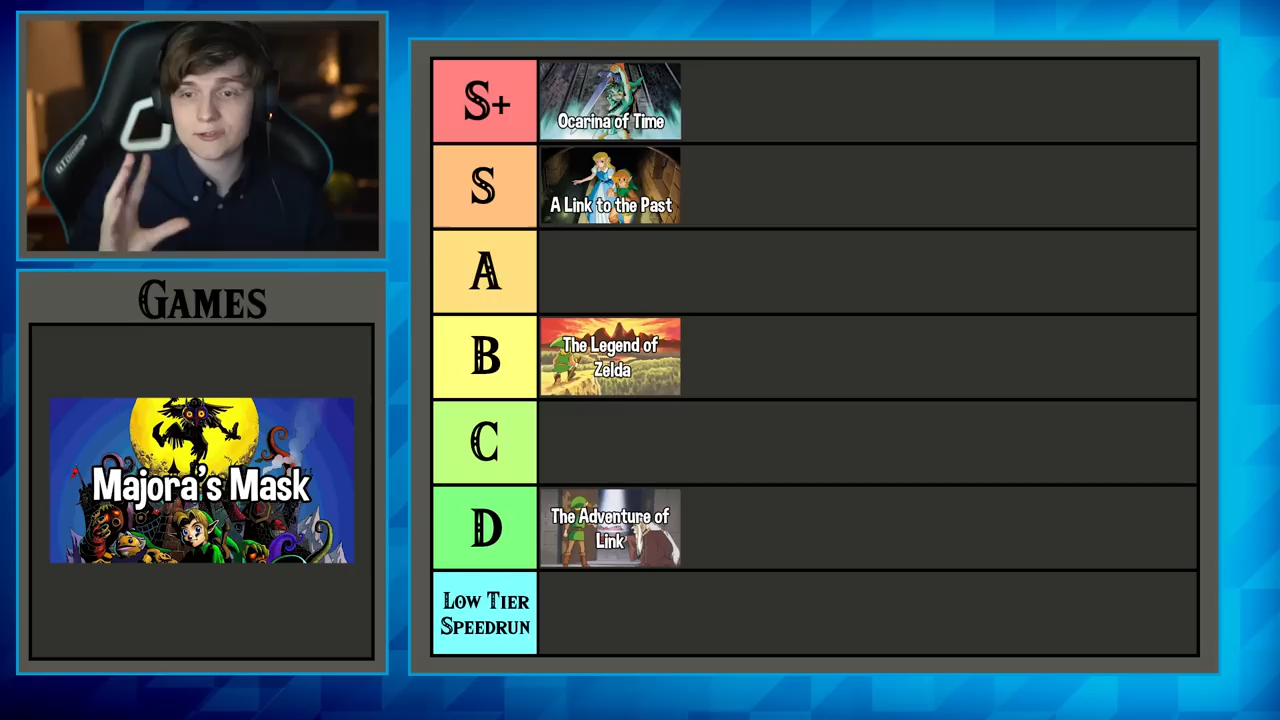 GAMES
Majora's Mask
S+
Ocarina of Time
S
A Link to the Past
A
B
The Legend of
Zelda
C
D
The Adventure of
Link
LOW TIER
SPEEDRUN